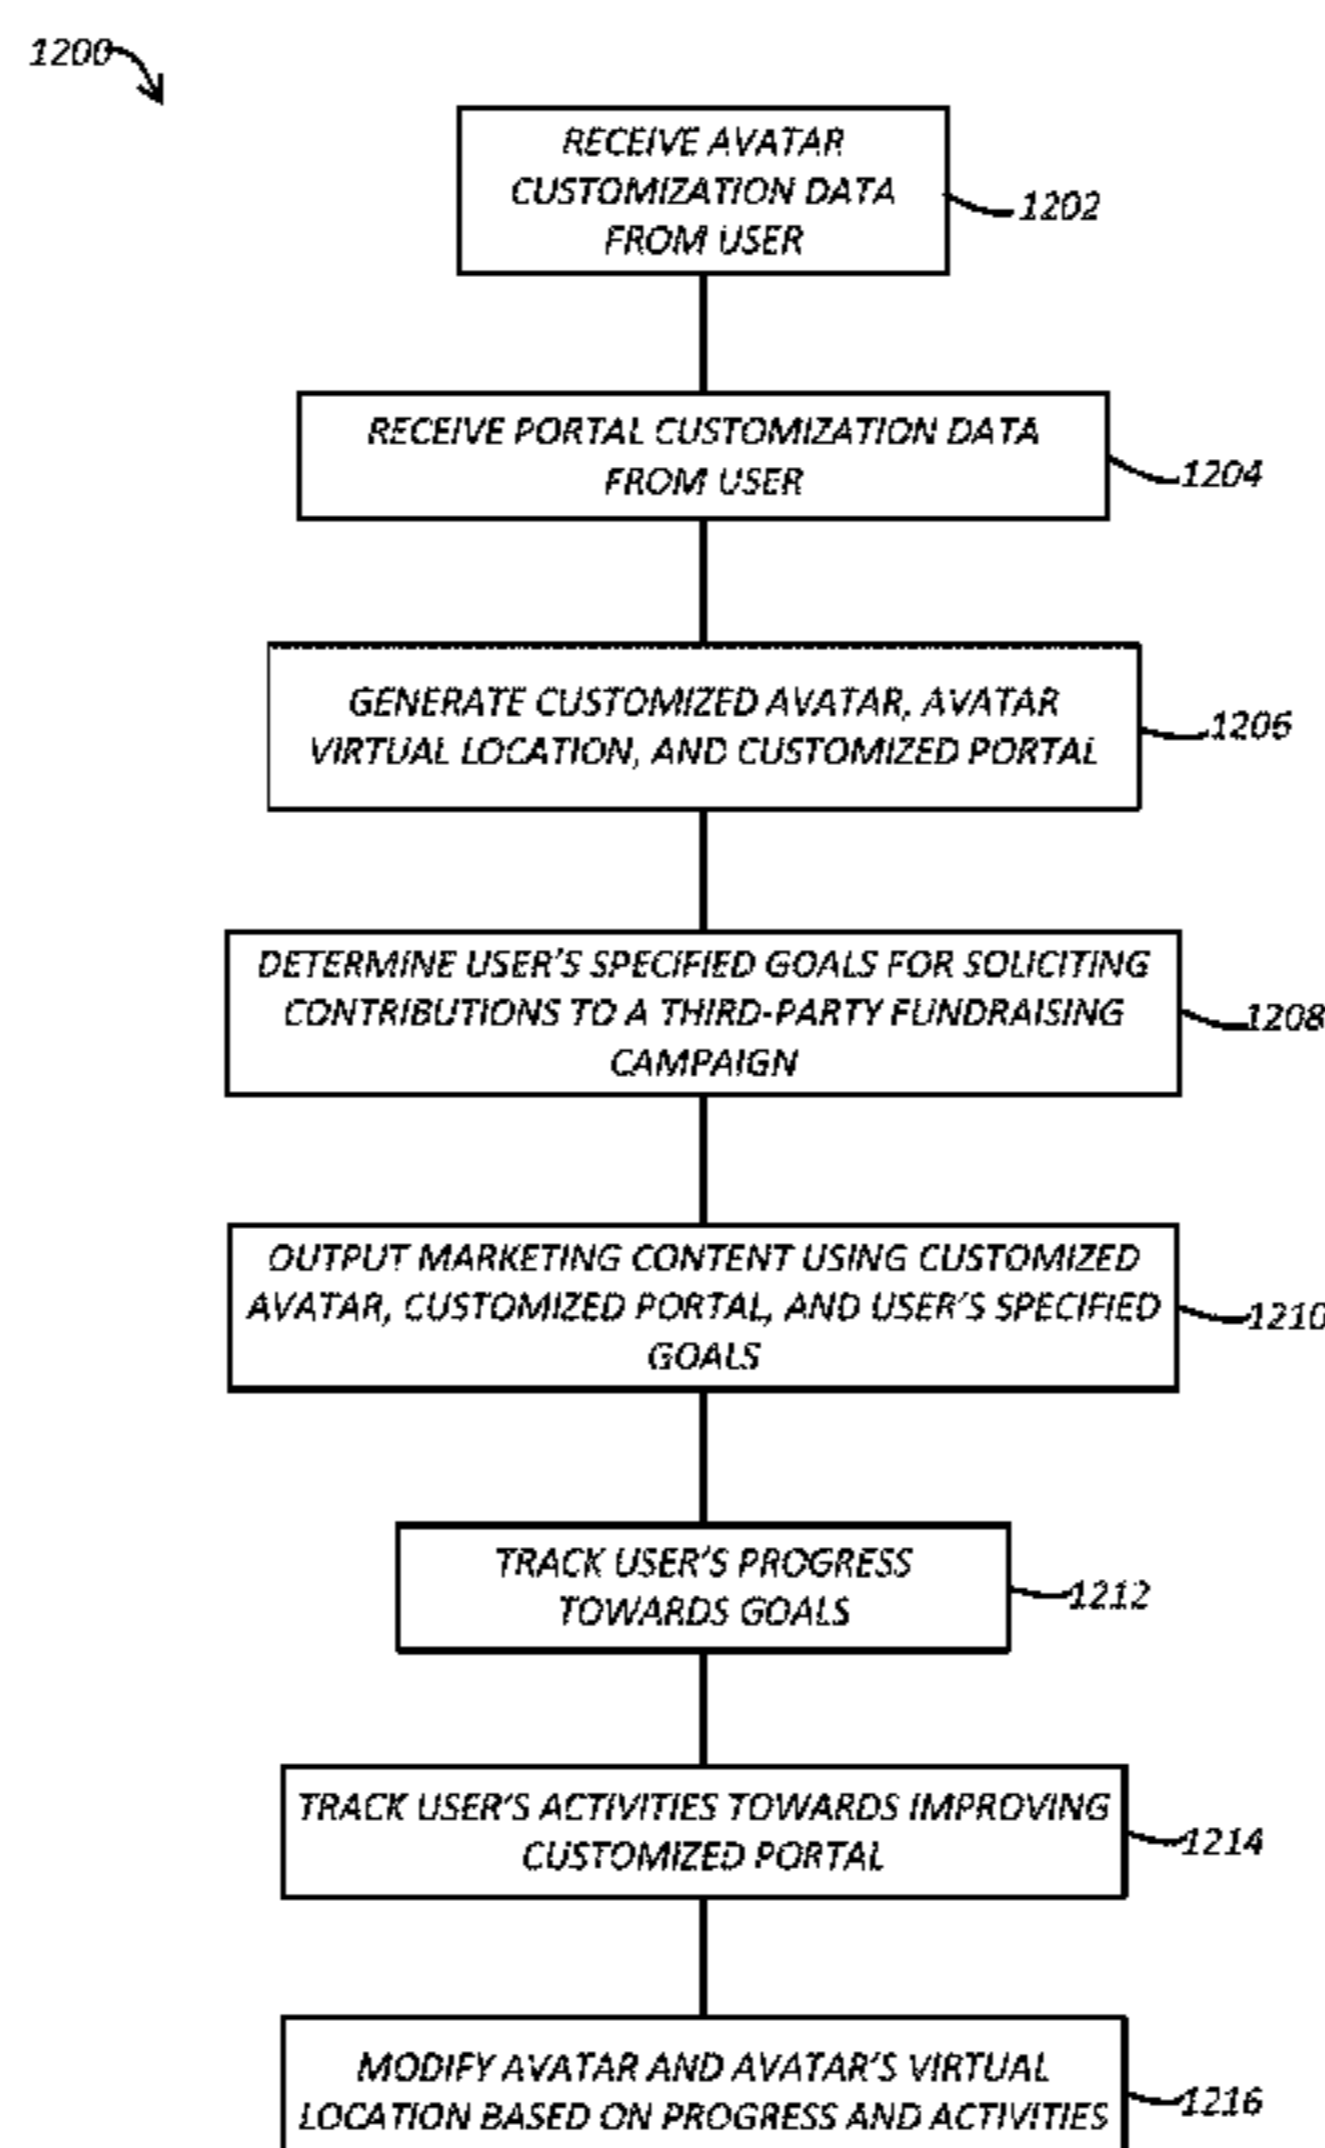 1200
RECEIVE AVATAR
CUSTOMIZATION DATA
FROM USER
1202
RECEIVE PORTAL CUSTOMIZATION DATA
FROM USER
1204
GENERATE CUSTOMIZED AVATAR, AVATAR
VIRTUAL LOCATION, AND CUSTOMIZED PORTAL
1206
DETERMINE USER'S SPECIFIED GOALS FOR SOLICITING
CONTRIBUTIONS TO A THIRD-PARTY FUNDRAISING
CAMPAIGN
1208
OUTPUT MARKETING CONTENT USING CUSTOMIZED
AVATAR, CUSTOMIZED PORTAL, AND USER'S SPECIFIED
GOALS
1210
TRACK USER'S PROGRESS
TOWARDS GOALS
1212
TRACK USER'S ACTIVITIES TOWARDS IMPROVING
CUSTOMIZED PORTAL
1214
MODIFY AVATAR AND AVATAR'S VIRTUAL
LOCATION BASED ON PROGRESS AND ACTIVITIES
1216